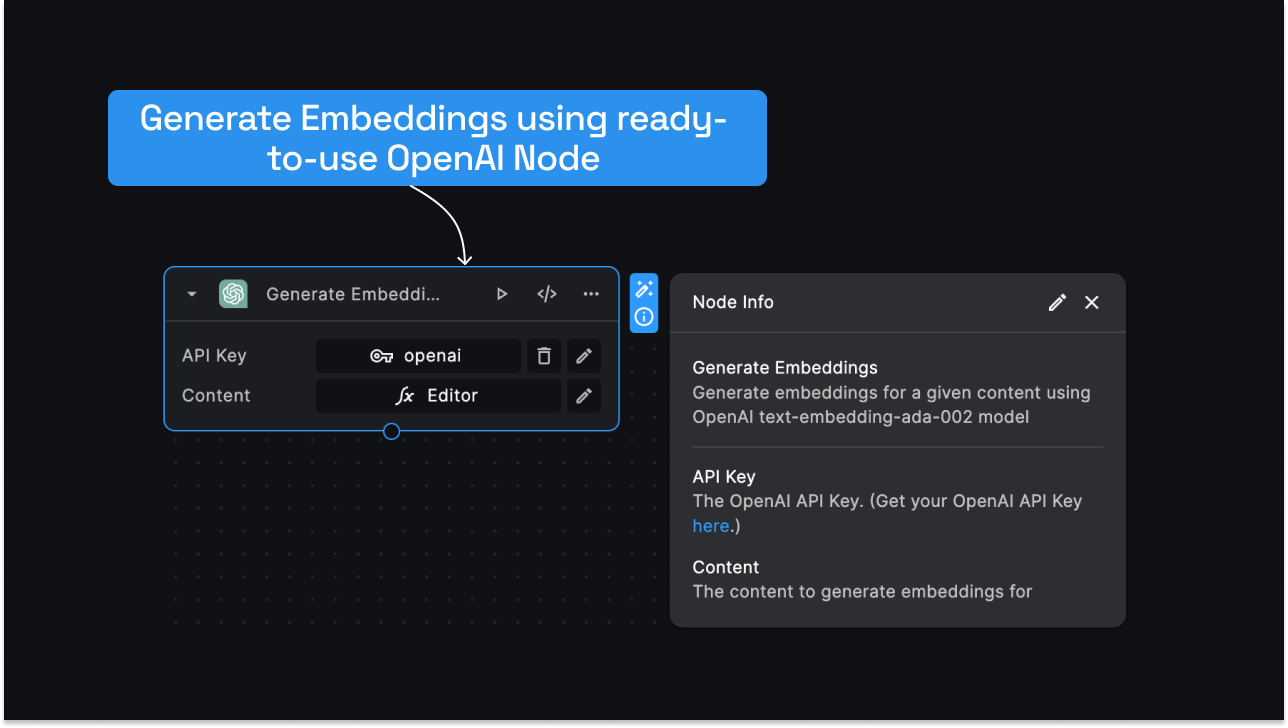 Generate Embeddings using ready-
to-use OpenAI Node
Generate Embeddi...
API Key
openai
Content
fx Editor
Node Info
Generate Embeddings
Generate embeddings for a given content using
OpenAI text-embedding-ada-002 model
API Key
The OpenAI API Key. (Get your OpenAI API Key
here.)
Content
The content to generate embeddings for